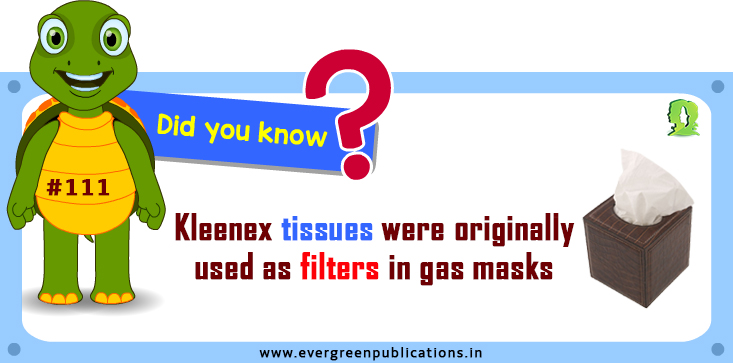 Did you know ?
#111
Kleenex tissues were originally
used as filters in gas masks
www.evergreenpublications.in